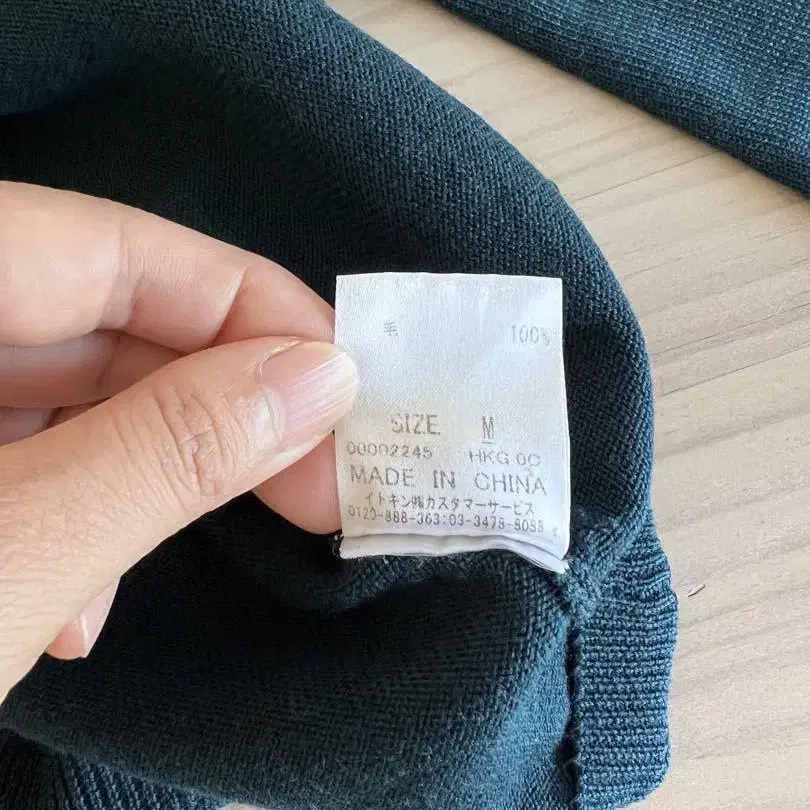 毛 100%
SIZE M
00002245 HKG 0C
MADE IN CHINA
イトキン㈱カスタマーサービス
0120-888-363:03-3478-8088